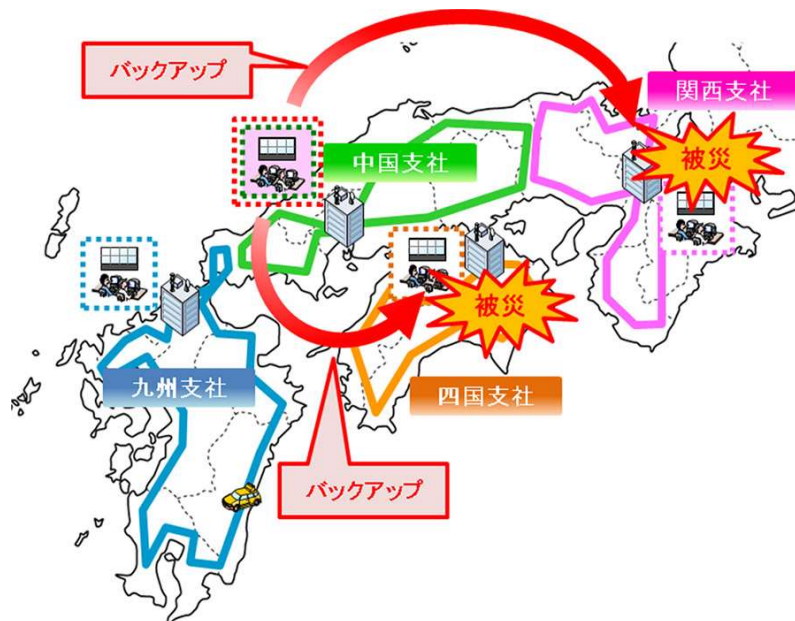 バックアップ
関西支社
被災
中国支社
被災
九州支社
四国支社
バックアップ